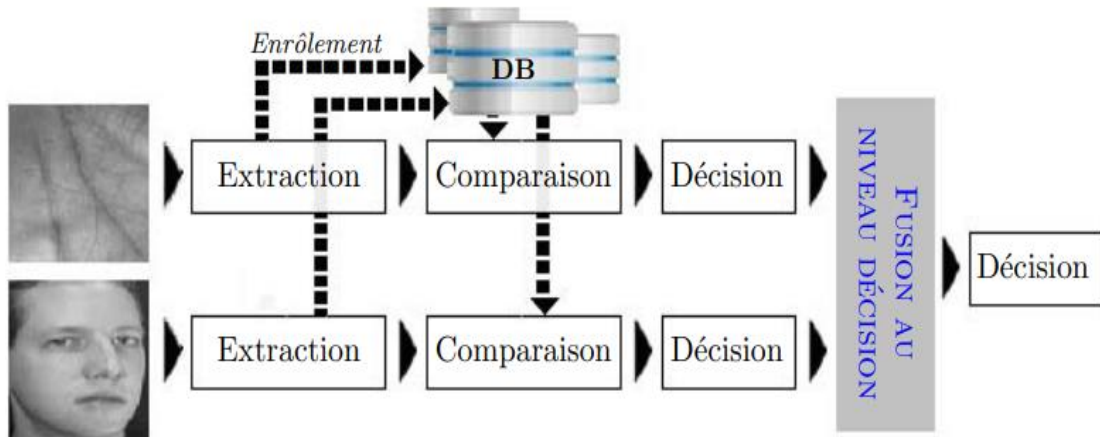 Enrôlement
DB
Extraction
Comparaison
Décision
FUSION AU
NIVEAU DÉCISION
Décision
Extraction
Comparaison
Décision